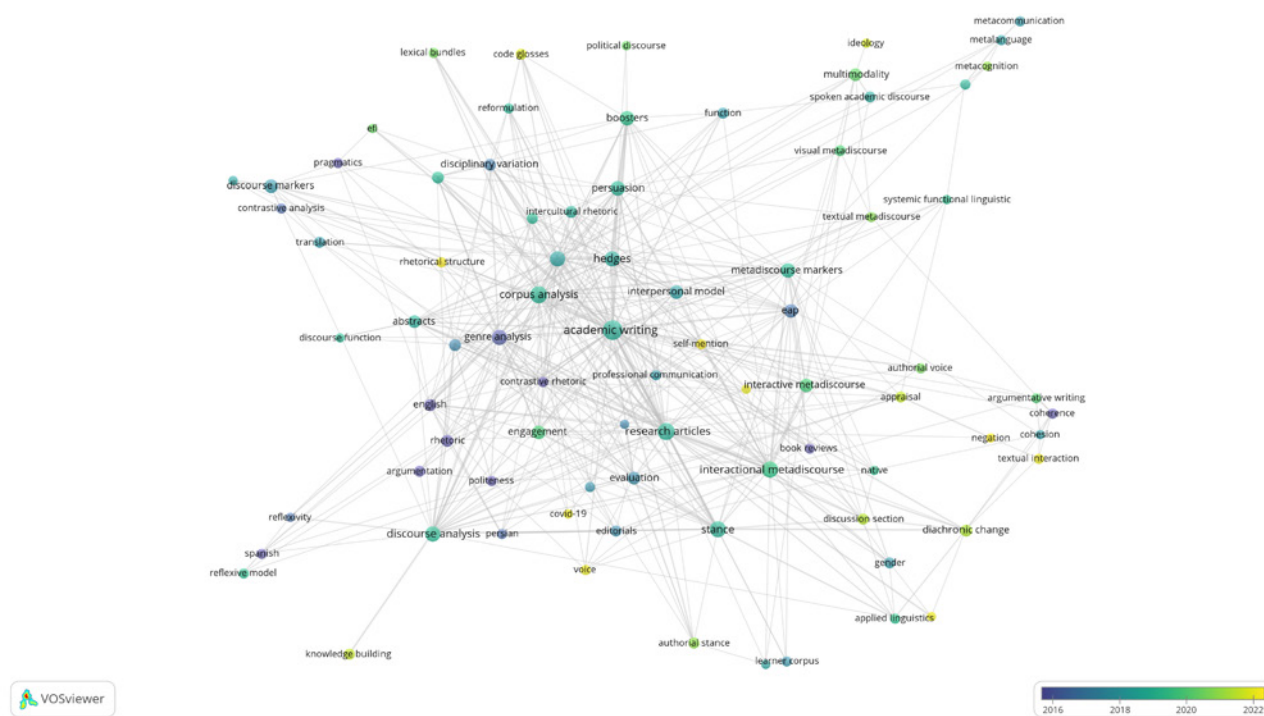 metacommunication
metalanguage
ideology
political discourse
lexical bundles
code glosses
metacognition
multimodality
spoken academic discourse
reformulation
function
boosters
efl
visual metadiscourse
pragmatics
disciplinary variation
discourse markers
persuasion
systemic functional linguistic
contrastive analysis
intercultural rhetoric
textual metadiscourse
translation
rhetorical structure
hedges
metadiscourse markers
interpersonal model
corpus analysis
eap
abstracts
academic writing
discourse function
genre analysis
self-mention
authorial voice
professional communication
contrastive rhetoric
interactive metadiscourse
appraisal
argumentative writing
english
coherence
engagement
research articles
cohesion
rhetoric
negation
book reviews
textual interaction
argumentation
interactional metadiscourse
native
politeness
evaluation
covid-19
reflexivity
discussion section
discourse analysis
persian
editorials
stance
diachronic change
spanish
gender
reflexive model
voice
applied linguistics
authorial stance
knowledge building
learner corpus
VOSviewer
2016 2018 2020 2022